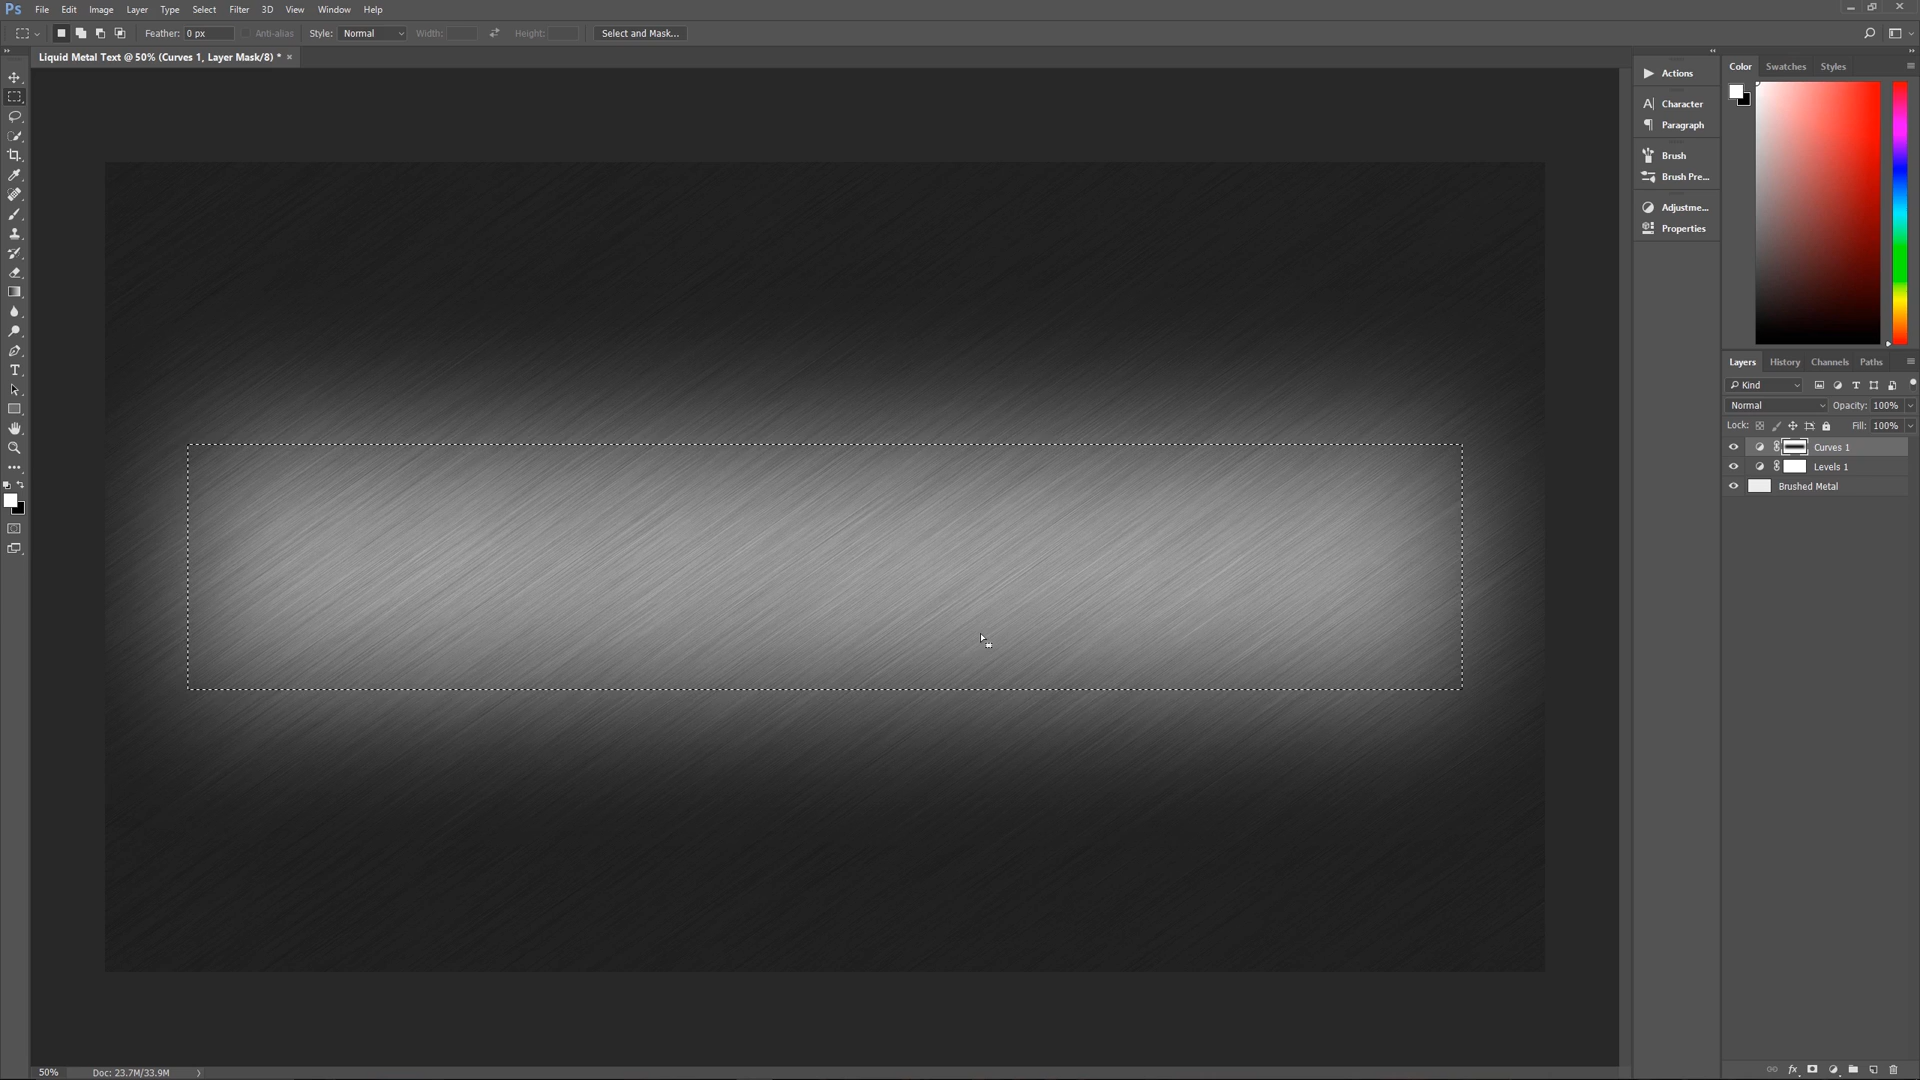 Ps File Edit Image Layer Type Select Filter 3D View Window Help
Feather: 0 px Anti-alias Style: Normal Width: Height: Select and Mask...
Liquid Metal Text @ 50% (Curves 1, Layer Mask/8) * ×
Actions
Character
Paragraph
Brush
Brush Pre...
Adjustme...
Properties
Color Swatches Styles
Layers History Channels Paths
Kind
Normal Opacity: 100%
Lock: Fill: 100%
Curves 1
Levels 1
Brushed Metal
50% Doc: 23.7M/33.9M